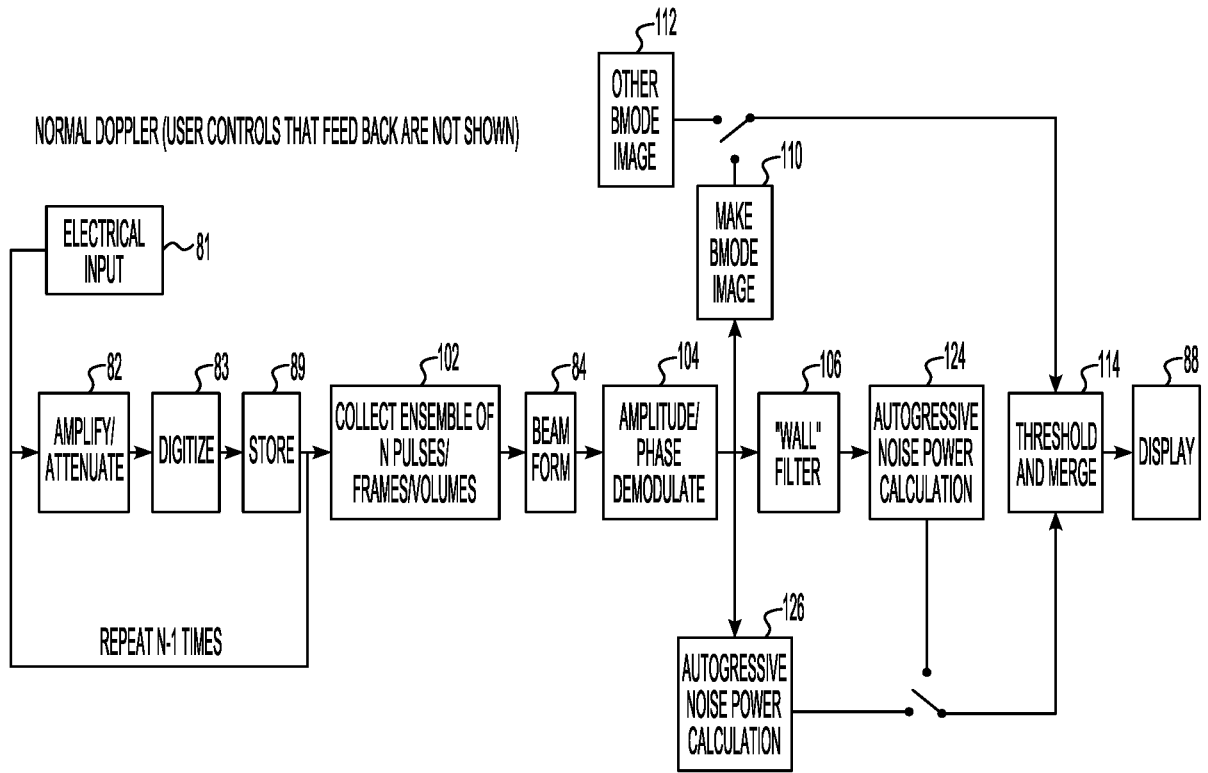 112
OTHER
BMODE
IMAGE
NORMAL DOPPLER (USER CONTROLS THAT FEED BACK ARE NOT SHOWN)
110
MAKE
BMODE
IMAGE
ELECTRICAL
INPUT
81
82
AMPLIFY/
ATTENUATE
83
DIGITIZE
89
STORE
102
COLLECT ENSEMBLE OF
N PULSES/
FRAMES/VOLUMES
84
BEAM
FORM
104
AMPLITUDE/
PHASE
DEMODULATE
106
"WALL"
FILTER
124
AUTOGRESSIVE
NOISE POWER
CALCULATION
114
THRESHOLD
AND MERGE
88
DISPLAY
REPEAT N-1 TIMES
126
AUTOGRESSIVE
NOISE POWER
CALCULATION